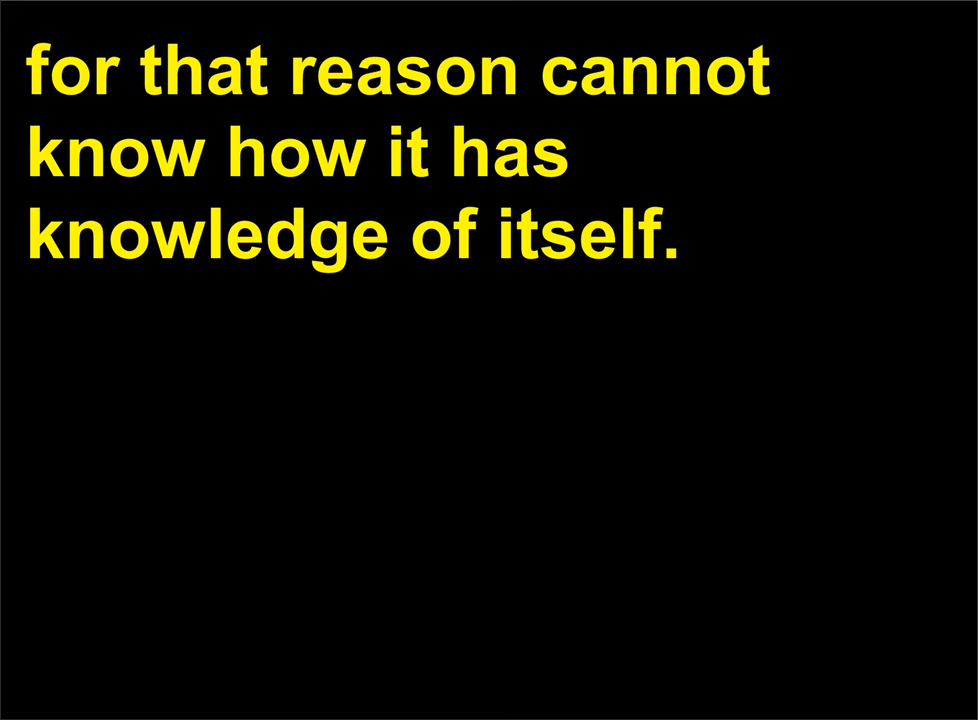 for that reason cannot
know how it has
knowledge of itself.